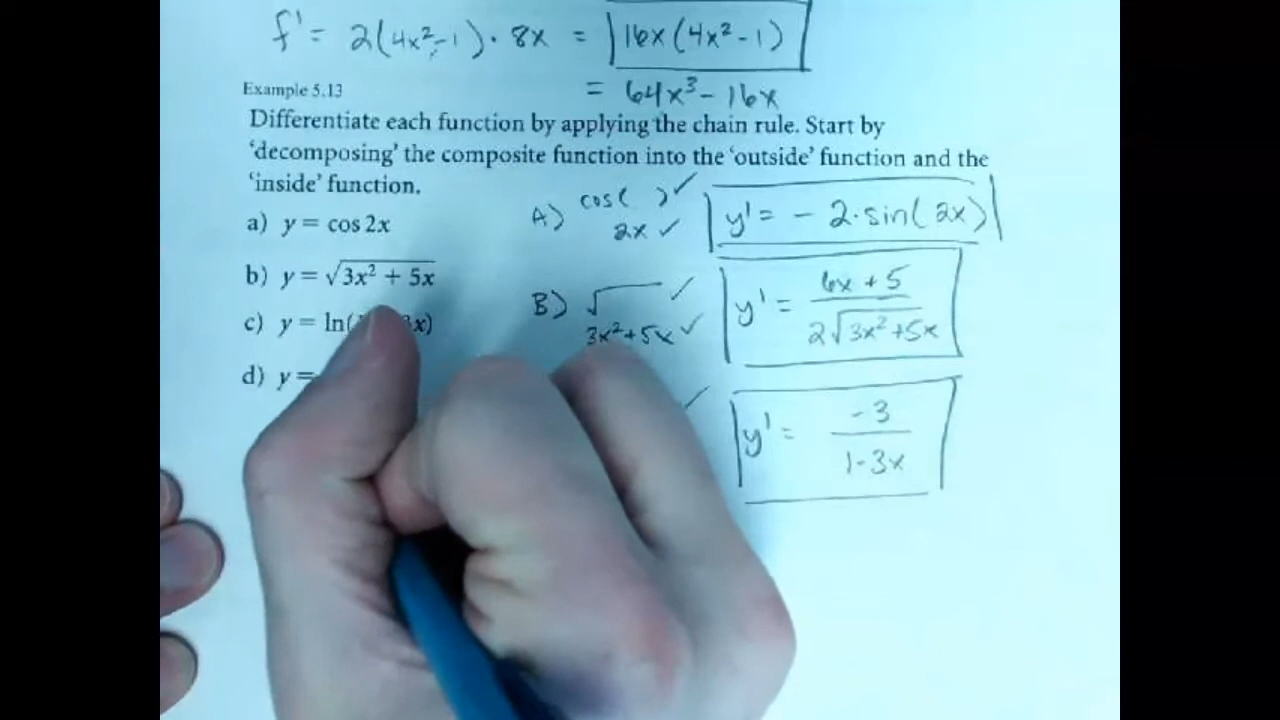 f' = 2(4x²-1) · 8x = 16x(4x²-1)
= 64x³ - 16x
Example 5.13
Differentiate each function by applying the chain rule. Start by
'decomposing' the composite function into the 'outside' function and the
'inside' function.
a) y = cos 2x
A) cos( ) ✓
2x ✓
y' = - 2·sin(2x)
b) y = √3x² + 5x
B) √ ✓
3x²+5x ✓
y' = 6x + 5 / 2√3x²+5x
c) y = ln( x)
✓
y' = -3 / 1-3x
d) y =